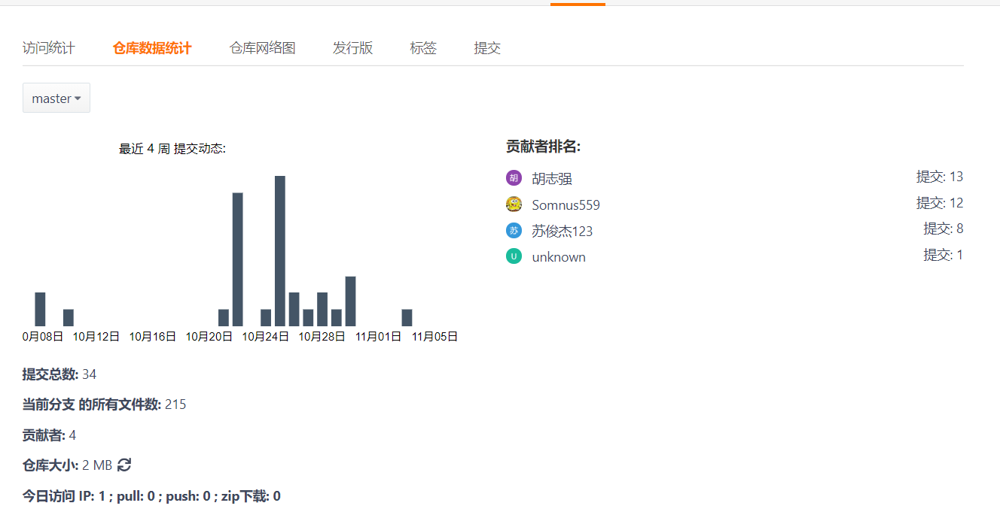 访问统计 仓库数据统计 仓库网络图 发行版 标签 提交
master
最近 4 周 提交动态:
0月08日 10月12日 10月16日 10月20日 10月24日 10月28日 11月01日 11月05日
提交总数: 34
当前分支 的所有文件数: 215
贡献者: 4
仓库大小: 2 MB
今日访问 IP: 1 ; pull: 0 ; push: 0 ; zip下载: 0
贡献者排名:
胡 胡志强 提交: 13
Somnus559 提交: 12
苏 苏俊杰123 提交: 8
U unknown 提交: 1